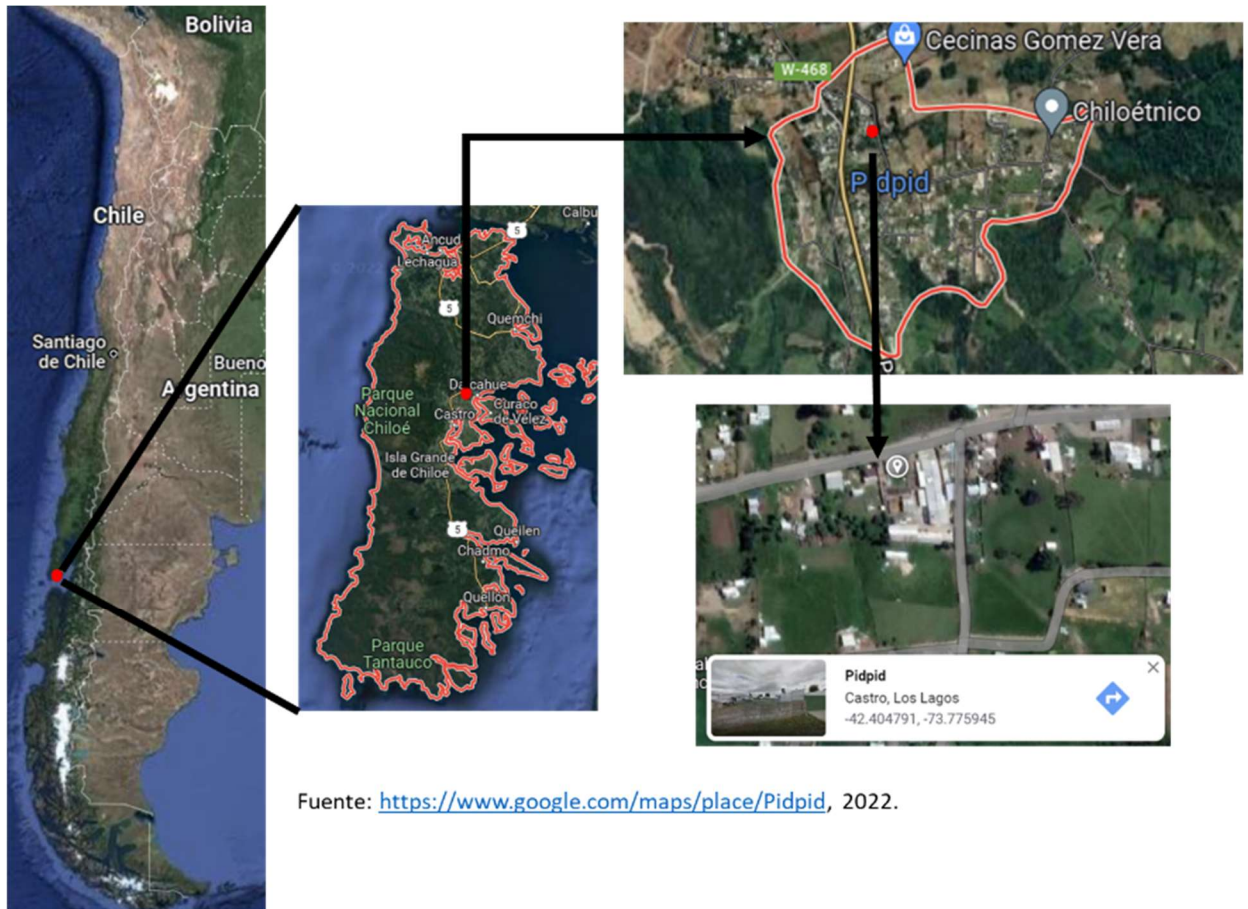 Bolivia
Chile
Santiago
de Chile
Bueno
Argentina
Calbu
5
Ancud
Lechagua
5
Quemchi
Dalcahue
Parque
Nacional
Chiloé
Curaco
de Vélez
Castro
Isla Grande
de Chiloé
5
Queilen
Chadmo
Quellón
Parque
Tantauco
Cecinas Gomez Vera
W-468
Chiloétnico
Pidpid
Pidpid
Castro, Los Lagos
-42.404791, -73.775945
Fuente: https://www.google.com/maps/place/Pidpid, 2022.